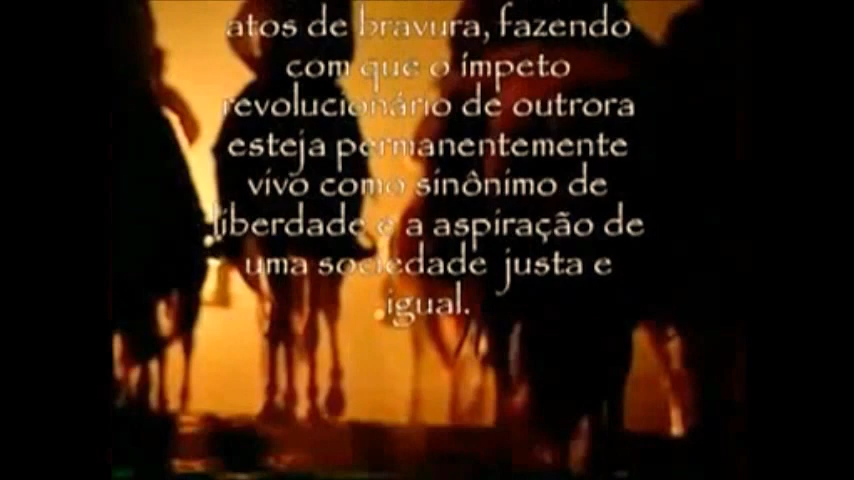 atos de bravura, fazendo
com que o ímpeto
revolucionário de outrora
esteja permanentemente
vivo como sinônimo de
liberdade e a aspiração de
uma sociedade justa e
igual.